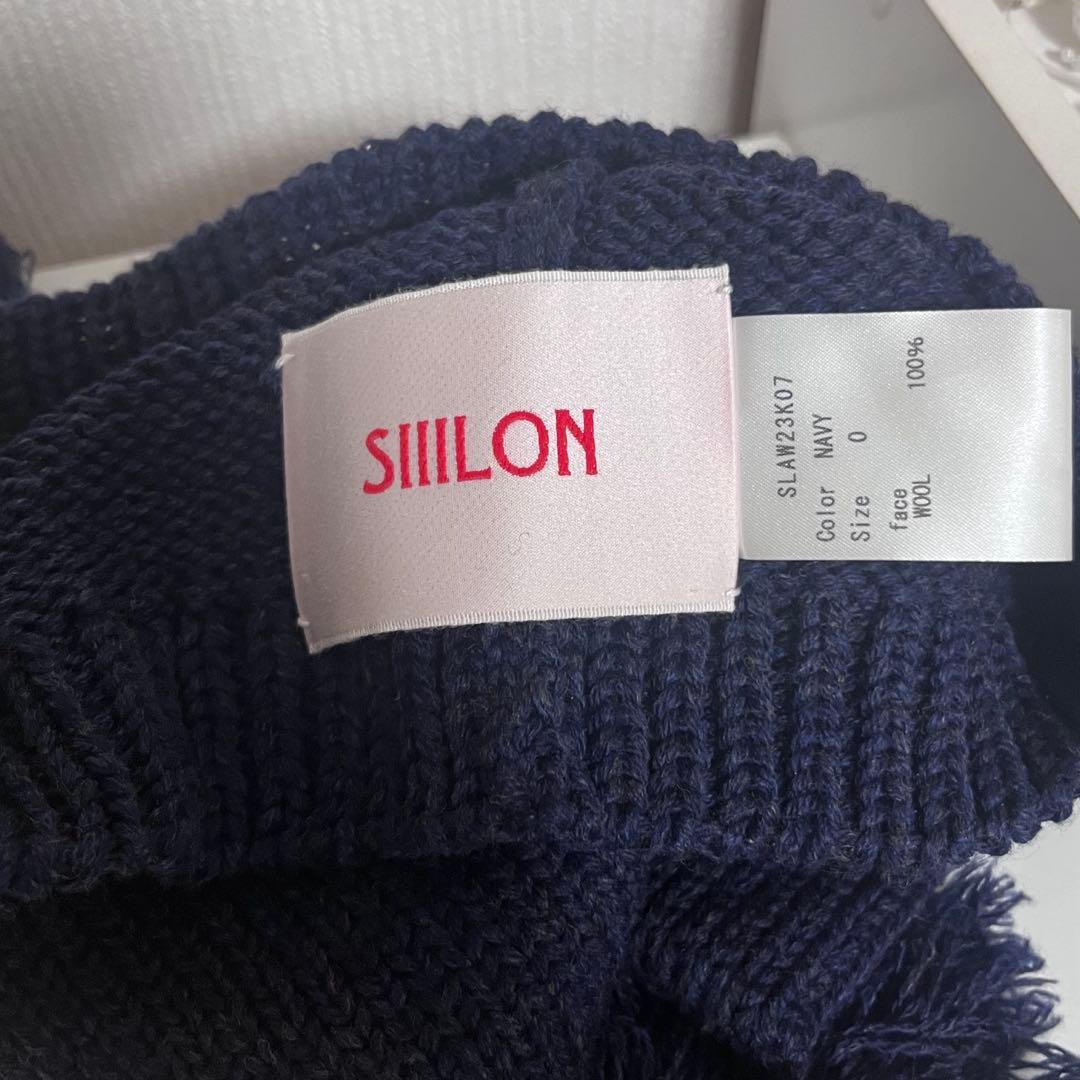 SIIILON
SLAW23K07
Color NAVY
Size 0
face
WOOL 100%